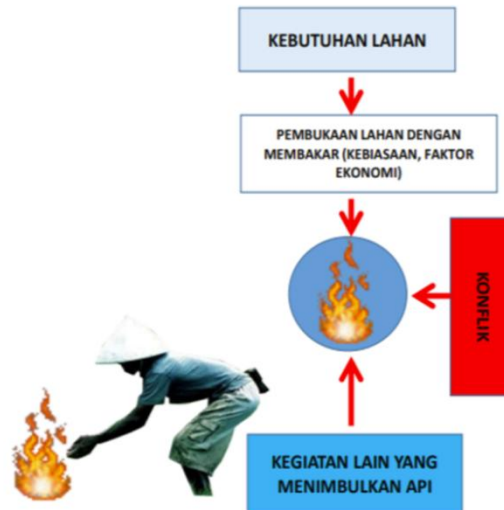 KEBUTUHAN LAHAN
PEMBUKAAN LAHAN DENGAN
MEMBAKAR (KEBIASAAN, FAKTOR
EKONOMI)
KONFLIK
KEGIATAN LAIN YANG
MENIMBULKAN API